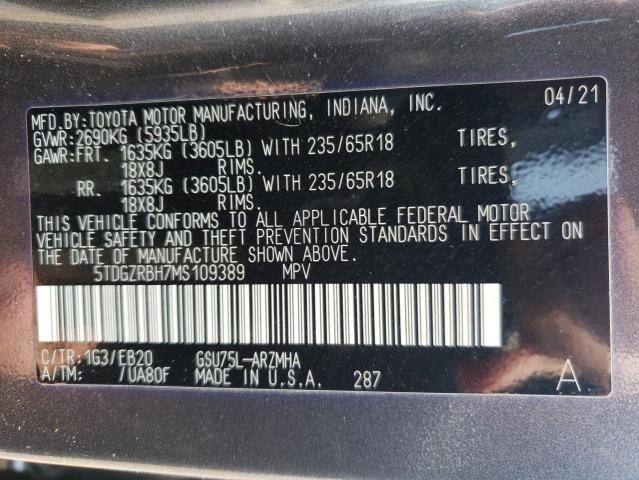 MFD.BY:TOYOTA MOTOR MANUFACTURING, INDIANA, INC. 04/21
GVWR:2690KG (5935LB)
GAWR:FRT. 1635KG (3605LB) WITH 235/65R18 TIRES,
18X8J RIMS.
RR. 1635KG (3605LB) WITH 235/65R18 TIRES,
18X8J RIMS.
THIS VEHICLE CONFORMS TO ALL APPLICABLE FEDERAL MOTOR
VEHICLE SAFETY AND THEFT PREVENTION STANDARDS IN EFFECT ON
THE DATE OF MANUFACTURE SHOWN ABOVE.
5TDGZRBH7MS109389 MPV
C/TR:1G3/EB20 GSU75L-ARZMHA
A/TM: /UA80F MADE IN U.S.A. 287 A